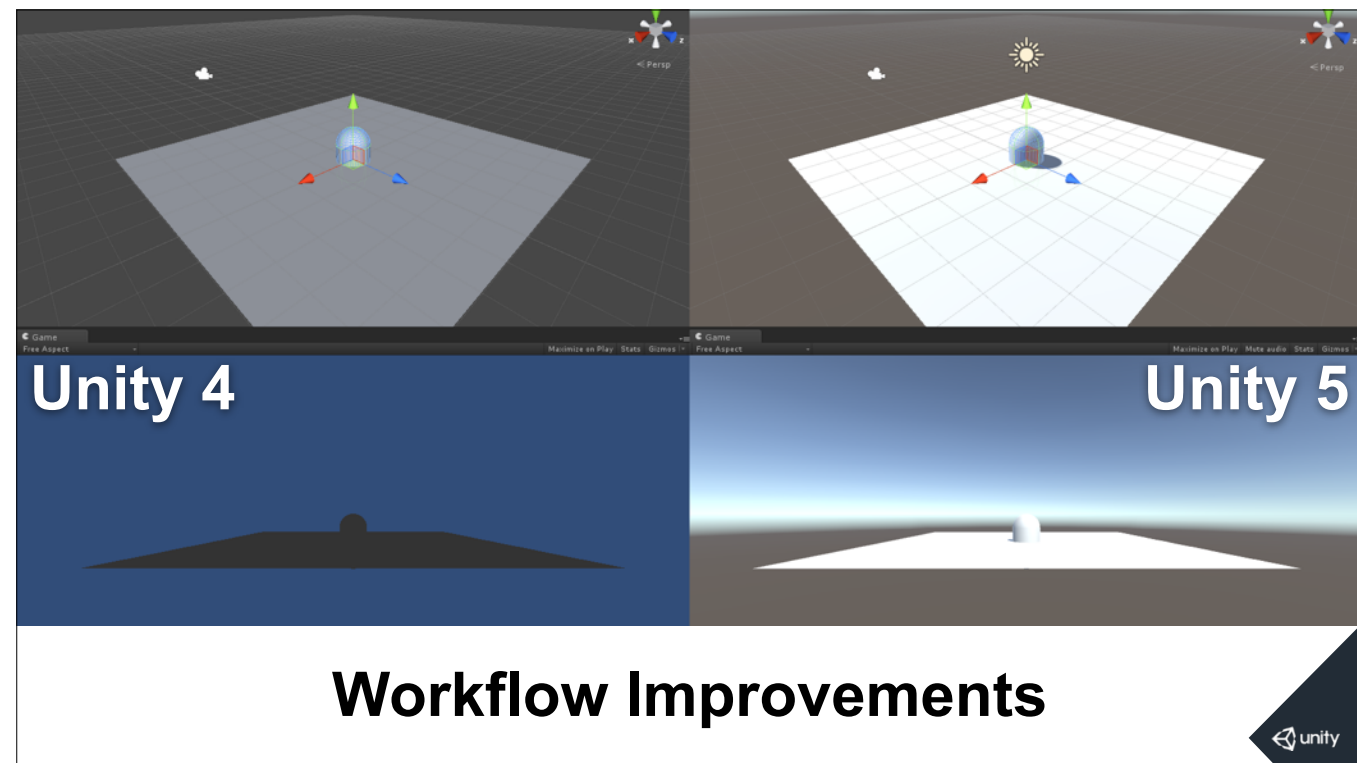 x
z
< Persp
x
z
< Persp
Game
Free Aspect
Maximize on Play Stats Gizmos
Game
Free Aspect
Maximize on Play Mute audio Stats Gizmos
Unity 4
Unity 5
Workflow Improvements
unity